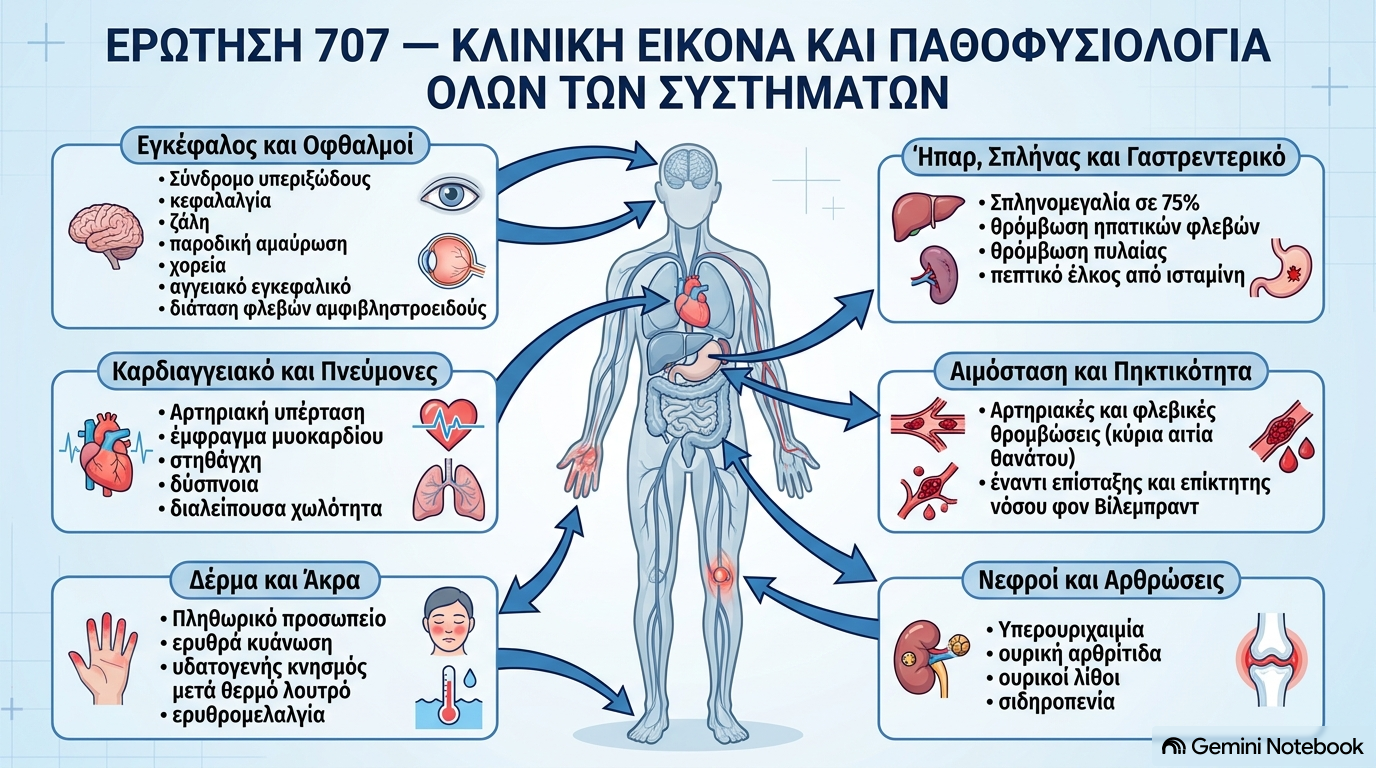 ΕΡΩΤΗΣΗ 707 — ΚΛΙΝΙΚΗ ΕΙΚΟΝΑ ΚΑΙ ΠΑΘΟΦΥΣΙΟΛΟΓΙΑ
ΟΛΩΝ ΤΩΝ ΣΥΣΤΗΜΑΤΩΝ
Εγκέφαλος και Οφθαλμοί
• Σύνδρομο υπεριξώδους
• κεφαλαλγία
• ζάλη
• παροδική αμαύρωση
• χορεία
• αγγειακό εγκεφαλικό
• διάταση φλεβών αμφιβληστροειδούς
Καρδιαγγειακό και Πνεύμονες
• Αρτηριακή υπέρταση
• έμφραγμα μυοκαρδίου
• στηθάγχη
• δύσπνοια
• διαλείπουσα χωλότητα
Δέρμα και Άκρα
• Πληθωρικό προσωπείο
• ερυθρά κυάνωση
• υδατογενής κνησμός
μετά θερμό λουτρό
• ερυθρομελαλγία
Ήπαρ, Σπλήνας και Γαστρεντερικό
• Σπληνομεγαλία σε 75%
• θρόμβωση ηπατικών φλεβών
• θρόμβωση πυλαίας
• πεπτικό έλκος από ισταμίνη
Αιμόσταση και Πηκτικότητα
• Αρτηριακές και φλεβικές
θρομβώσεις (κύρια αιτία
θανάτου)
• έναντι επίσταξης και επίκτητης
νόσου φον Βίλεμπραντ
Νεφροί και Αρθρώσεις
• Υπερουριχαιμία
• ουρική αρθρίτιδα
• ουρικοί λίθοι
• σιδηροπενία
Gemini Notebook